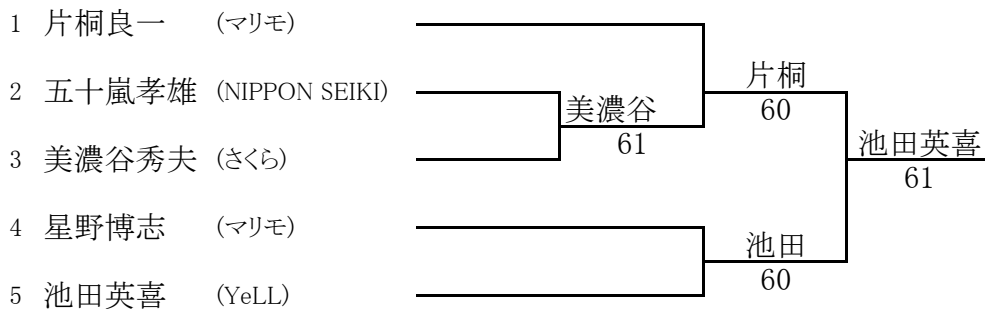 1 片桐良一 (マリモ)
片桐
2 五十嵐孝雄 (NIPPON SEIKI)
60
美濃谷
61
池田英喜
3 美濃谷秀夫 (さくら)
61
4 星野博志 (マリモ)
池田
60
5 池田英喜 (YeLL)